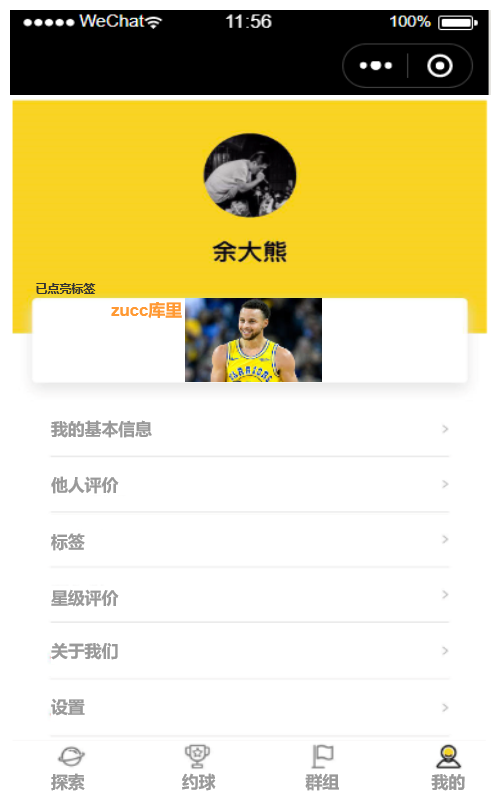 WeChat 11:56 100%
余大熊
已点亮标签
zucc库里
WARRIORS
我的基本信息
他人评价
标签
星级评价
关于我们
设置
探索 约球 群组 我的